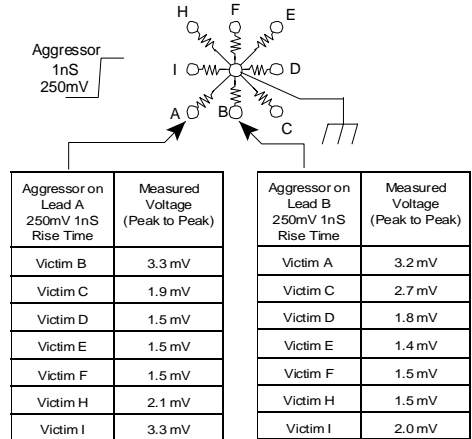 H F E
Aggressor
1nS
250mV
I D
A B C
Aggressor on
Lead A
250mV 1nS
Rise Time
Measured
Voltage
(Peak to Peak)
Victim B 3.3 mV
Victim C 1.9 mV
Victim D 1.5 mV
Victim E 1.5 mV
Victim F 1.5 mV
Victim H 2.1 mV
Victim I 3.3 mV
Aggressor on
Lead B
250mV 1nS
Rise Time
Measured
Voltage
(Peak to Peak)
Victim A 3.2 mV
Victim C 2.7 mV
Victim D 1.8 mV
Victim E 1.4 mV
Victim F 1.5 mV
Victim H 1.5 mV
Victim I 2.0 mV